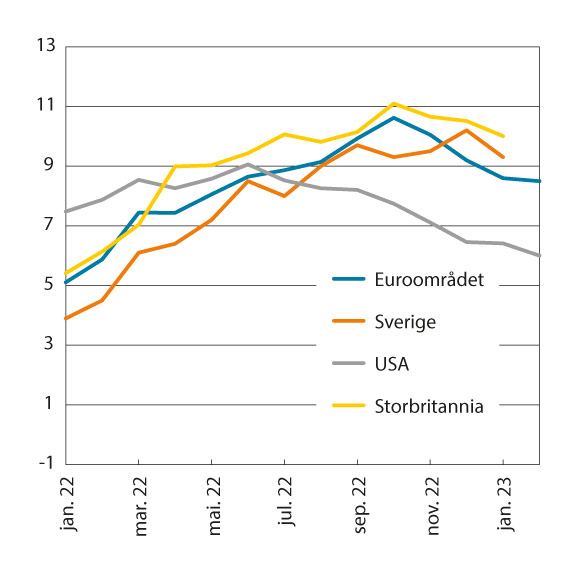 13
11
9
7
5
3
1
-1
Euroområdet
Sverige
USA
Storbritannia
jan. 22
mar. 22
mai. 22
jul. 22
sep. 22
nov. 22
jan. 23